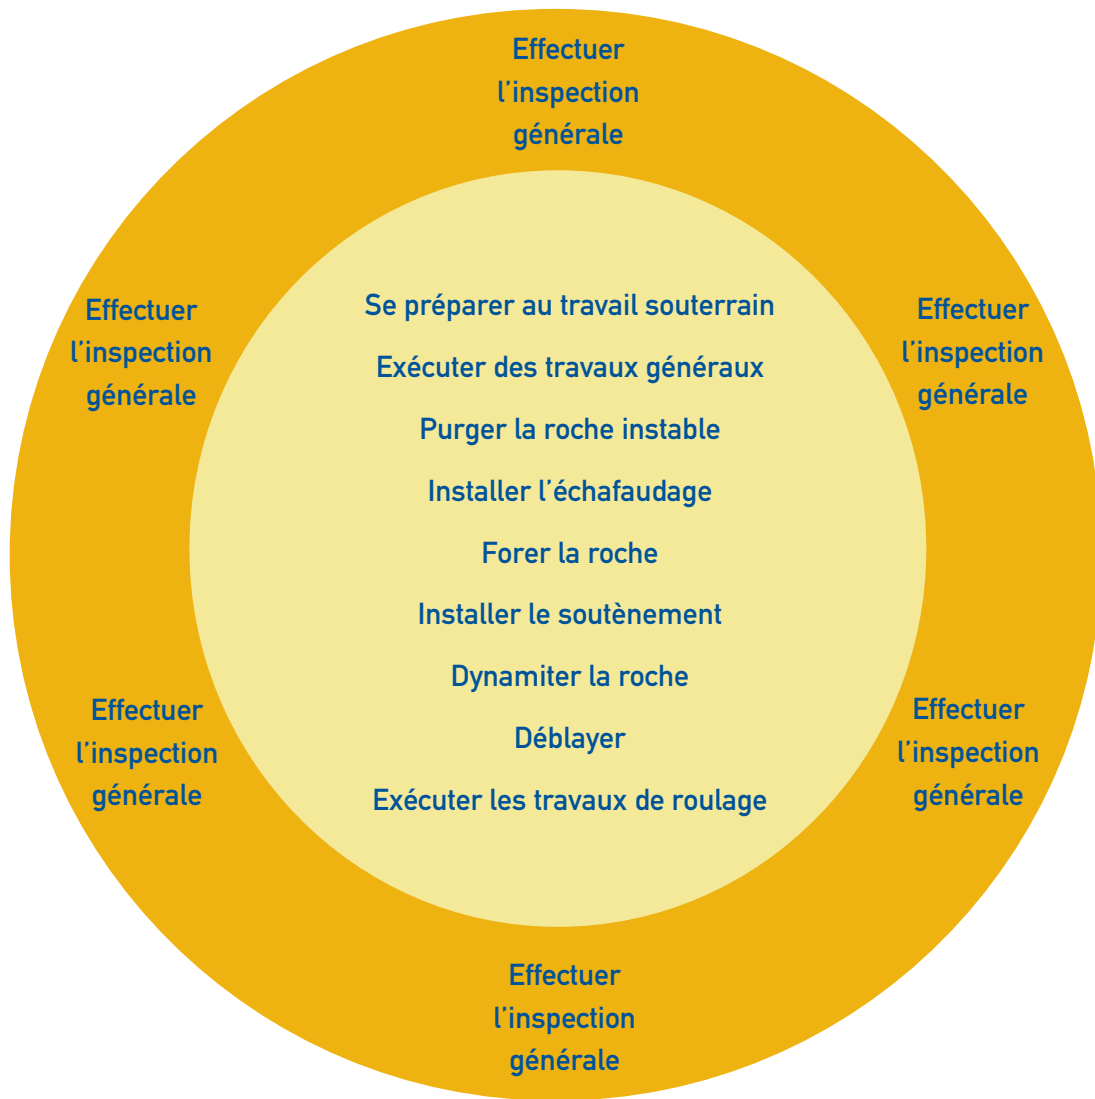 Effectuer
l’inspection
générale
Effectuer
l’inspection
générale
Se préparer au travail souterrain
Exécuter des travaux généraux
Purger la roche instable
Installer l’échafaudage
Forer la roche
Installer le soutènement
Dynamiter la roche
Déblayer
Exécuter les travaux de roulage
Effectuer
l’inspection
générale
Effectuer
l’inspection
générale
Effectuer
l’inspection
générale
Effectuer
l’inspection
générale